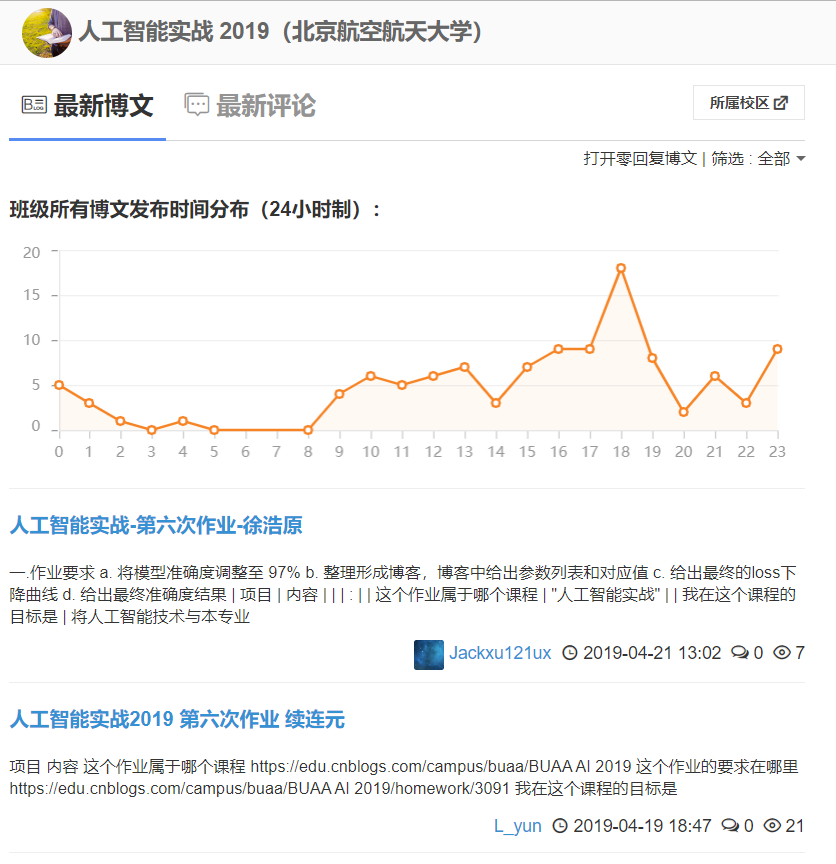 人工智能实战 2019（北京航空航天大学）
最新博文 最新评论 所属校区
打开零回复博文 | 筛选 : 全部
班级所有博文发布时间分布（24小时制）:
20
15
10
5
0
0 1 2 3 4 5 6 7 8 9 10 11 12 13 14 15 16 17 18 19 20 21 22 23
人工智能实战-第六次作业-徐浩原
一.作业要求 a. 将模型准确度调整至 97% b. 整理形成博客，博客中给出参数列表和对应值 c. 给出最终的loss下
降曲线 d. 给出最终准确度结果 | 项目 | 内容 | | | : | | 这个作业属于哪个课程 | "人工智能实战" | | 我在这个课程的
目标是 | 将人工智能技术与本专业
Jackxu121ux 2019-04-21 13:02 0 7
人工智能实战2019 第六次作业 续连元
项目 内容 这个作业属于哪个课程 https://edu.cnblogs.com/campus/buaa/BUAA AI 2019 这个作业的要求在哪里
https://edu.cnblogs.com/campus/buaa/BUAA AI 2019/homework/3091 我在这个课程的目标是
L_yun 2019-04-19 18:47 0 21